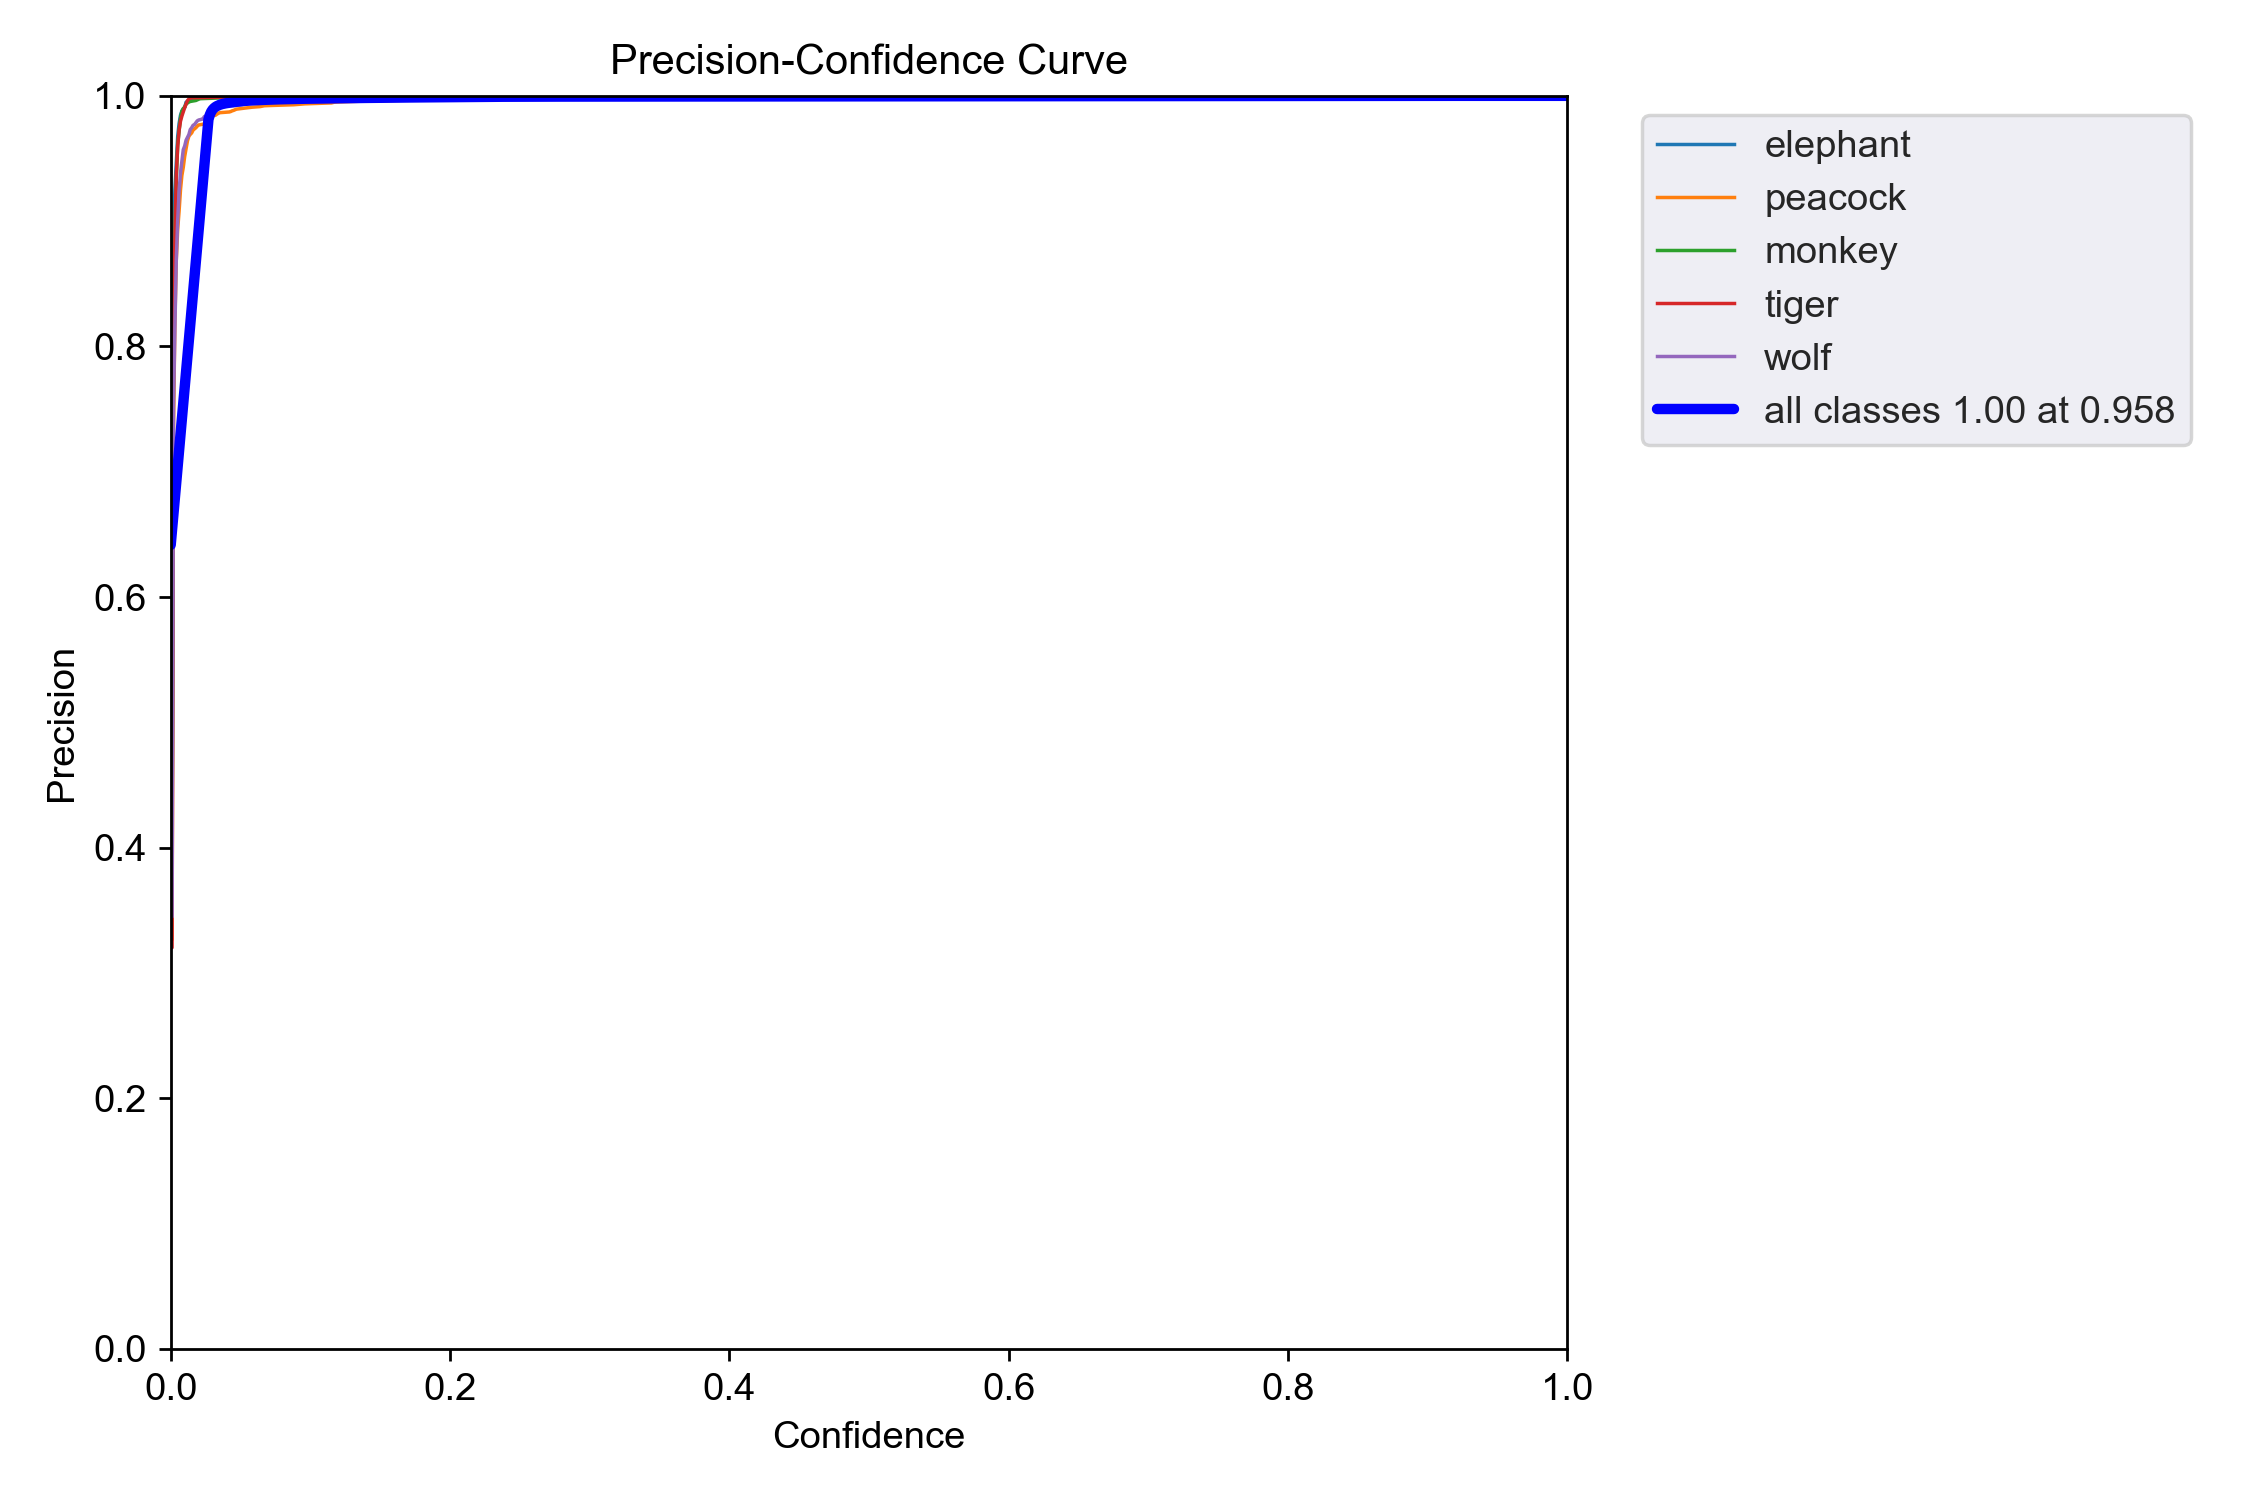 Precision-Confidence Curve
1.0
0.8
0.6
0.4
0.2
0.0
Precision
0.0 0.2 0.4 0.6 0.8 1.0
Confidence
elephant
peacock
monkey
tiger
wolf
all classes 1.00 at 0.958